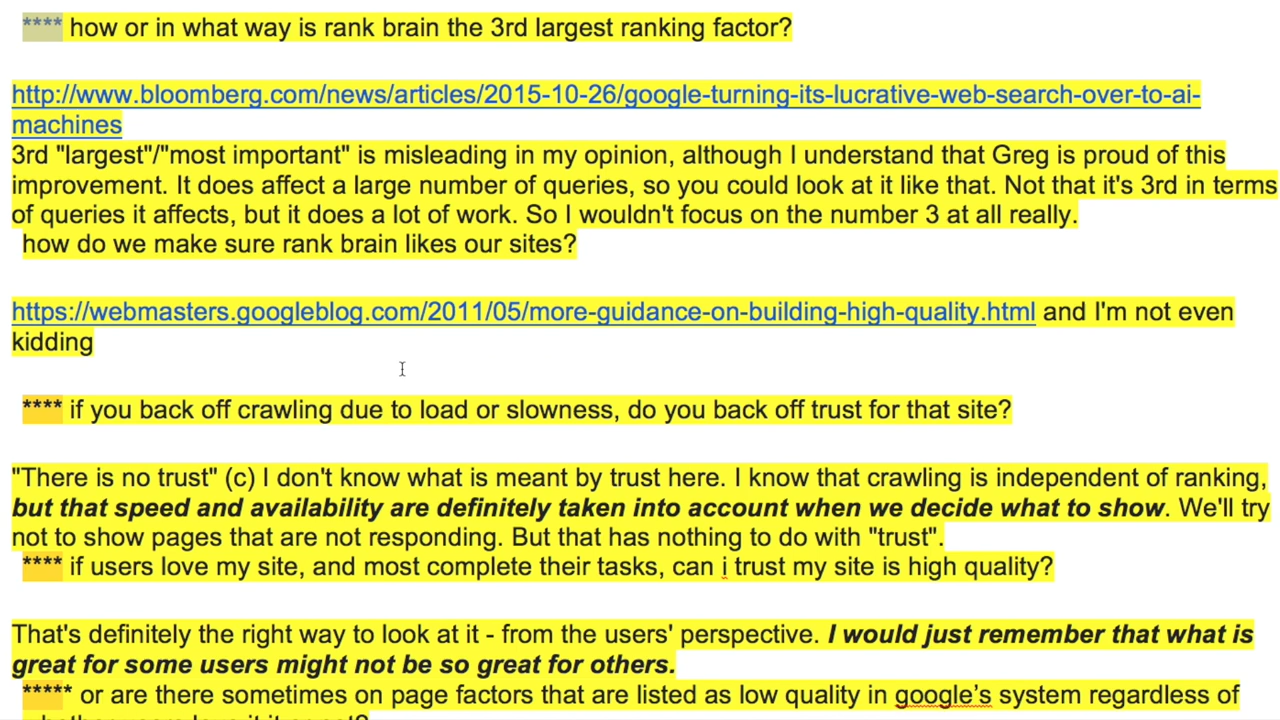 **** how or in what way is rank brain the 3rd largest ranking factor?
http://www.bloomberg.com/news/articles/2015-10-26/google-turning-its-lucrative-web-search-over-to-ai-
machines
3rd "largest"/"most important" is misleading in my opinion, although I understand that Greg is proud of this
improvement. It does affect a large number of queries, so you could look at it like that. Not that it's 3rd in terms
of queries it affects, but it does a lot of work. So I wouldn't focus on the number 3 at all really.
how do we make sure rank brain likes our sites?
https://webmasters.googleblog.com/2011/05/more-guidance-on-building-high-quality.html and I'm not even
kidding
**** if you back off crawling due to load or slowness, do you back off trust for that site?
"There is no trust" (c) I don't know what is meant by trust here. I know that crawling is independent of ranking,
but that speed and availability are definitely taken into account when we decide what to show. We'll try
not to show pages that are not responding. But that has nothing to do with "trust".
**** if users love my site, and most complete their tasks, can i trust my site is high quality?
That's definitely the right way to look at it - from the users' perspective. I would just remember that what is
great for some users might not be so great for others.
***** or are there sometimes on page factors that are listed as low quality in google's system regardless of